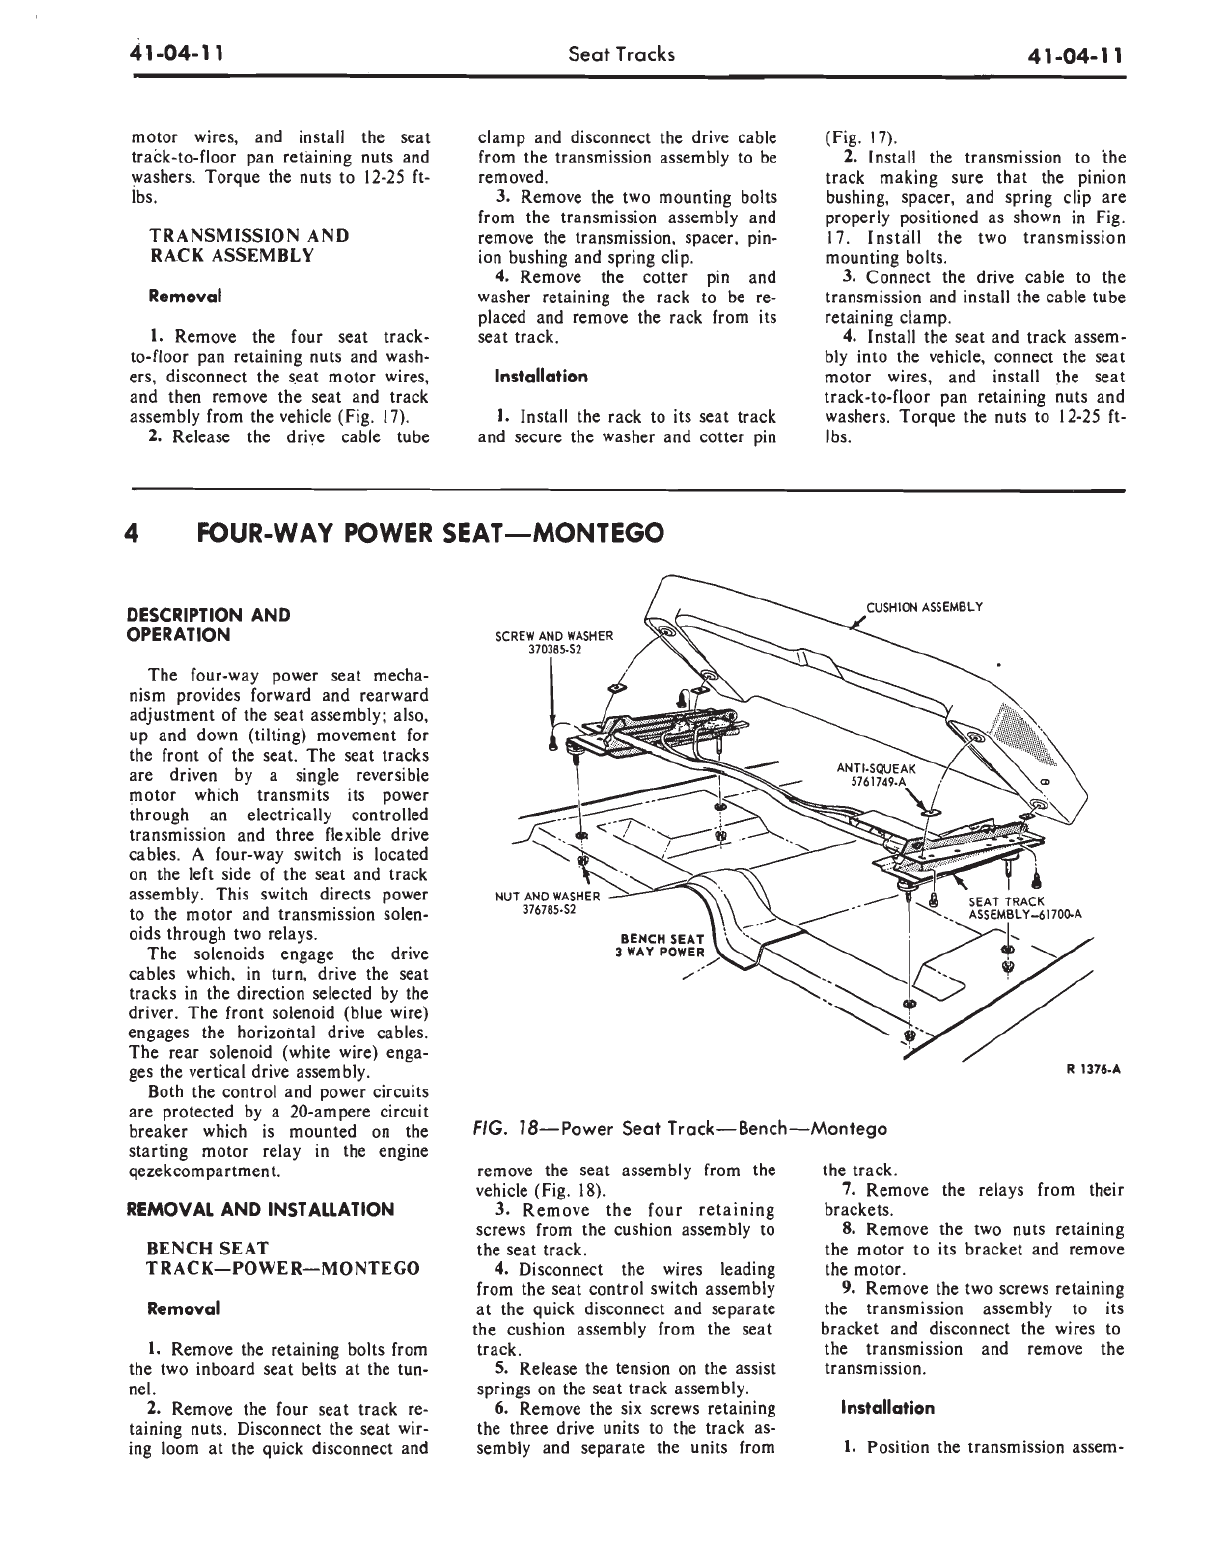 41-04-11
Seat Tracks
41-04-11
motor wires, and install the seat
track-to-floor pan retaining nuts and
washers. Torque the nuts to 12-25 ft-
lbs.
TRANSMISSION AND
RACK ASSEMBLY
Removal
1. Remove the four seat track-
to-floor pan retaining nuts and wash-
ers, disconnect the seat motor wires,
and then remove the seat and track
assembly from the vehicle (Fig. 17).
2. Release the drive cable tube
clamp and disconnect the drive cable
from the transmission assembly to be
removed.
3. Remove the two mounting bolts
from the transmission assembly and
remove the transmission, spacer, pin-
ion bushing and spring clip.
4. Remove the cotter pin and
washer retaining the rack to be re-
placed and remove the rack from its
seat track.
Installation
1. Install the rack to its seat track
and secure the washer and cotter pin
(Fig. 17).
2. Install the transmission to the
track making sure that the pinion
bushing, spacer, and spring clip are
properly positioned as shown in Fig.
17. Install the two transmission
mounting bolts.
3. Connect the drive cable to the
transmission and install the cable tube
retaining clamp.
4. Install the seat and track assem-
bly into the vehicle, connect the seat
motor wires, and install the seat
track-to-floor pan retaining nuts and
washers. Torque the nuts to 12-25 ft-
lbs.
4 FOUR-WAY POWER SEAT—MONTEGO
DESCRIPTION AND
OPERATION
The four-way power seat mecha-
nism provides forward and rearward
adjustment of the seat assembly; also,
up and down (tilting) movement for
the front of the seat. The seat tracks
are driven by a single reversible
motor which transmits its power
through an electrically controlled
transmission and three flexible drive
cables. A four-way switch is located
on the left side of the seat and track
assembly. This switch directs power
to the motor and transmission solen-
oids through two relays.
The solenoids engage the drive
cables which, in turn, drive the seat
tracks in the direction selected by the
driver. The front solenoid (blue wire)
engages the horizontal drive cables.
The rear solenoid (white wire) enga-
ges the vertical drive assembly.
Both the control and power circuits
are protected by a 20-ampere circuit
breaker which is mounted on the
starting motor relay in the engine
qezekcompartment.
REMOVAL AND INSTALLATION
BENCH SEAT
TRACK—POWER—MONTEGO
Removal
1. Remove the retaining bolts from
the two inboard seat belts at the tun-
nel.
2. Remove the four seat track re-
taining nuts. Disconnect the seat wir-
ing loom at the quick disconnect and
CUSHION ASSEMBLY
SCREW AND WASHER
370385-S2
ANTI-SQUEAK
5761749-A
NUT AND WASHER
376785-S2
SEAT TRACK
ASSEMBLY-61700-A
BENCH SEAT
3 WAY POWER
R 1376-A
FIG. 18—Power Seat Track—Bench—Montego
remove the seat assembly from the
vehicle (Fig. 18).
3. Remove the four retaining
screws from the cushion assembly to
the seat track.
4. Disconnect the wires leading
from the seat control switch assembly
at the quick disconnect and separate
the cushion assembly from the seat
track.
5. Release the tension on the assist
springs on the seat track assembly.
6. Remove the six screws retaining
the three drive units to the track as-
sembly and separate the units from
the track.
7. Remove the relays from their
brackets.
8. Remove the two nuts retaining
the motor to its bracket and remove
the motor.
9. Remove the two screws retaining
the transmission assembly to its
bracket and disconnect the wires to
the transmission and remove the
transmission.
Installation
1. Position the transmission assem-